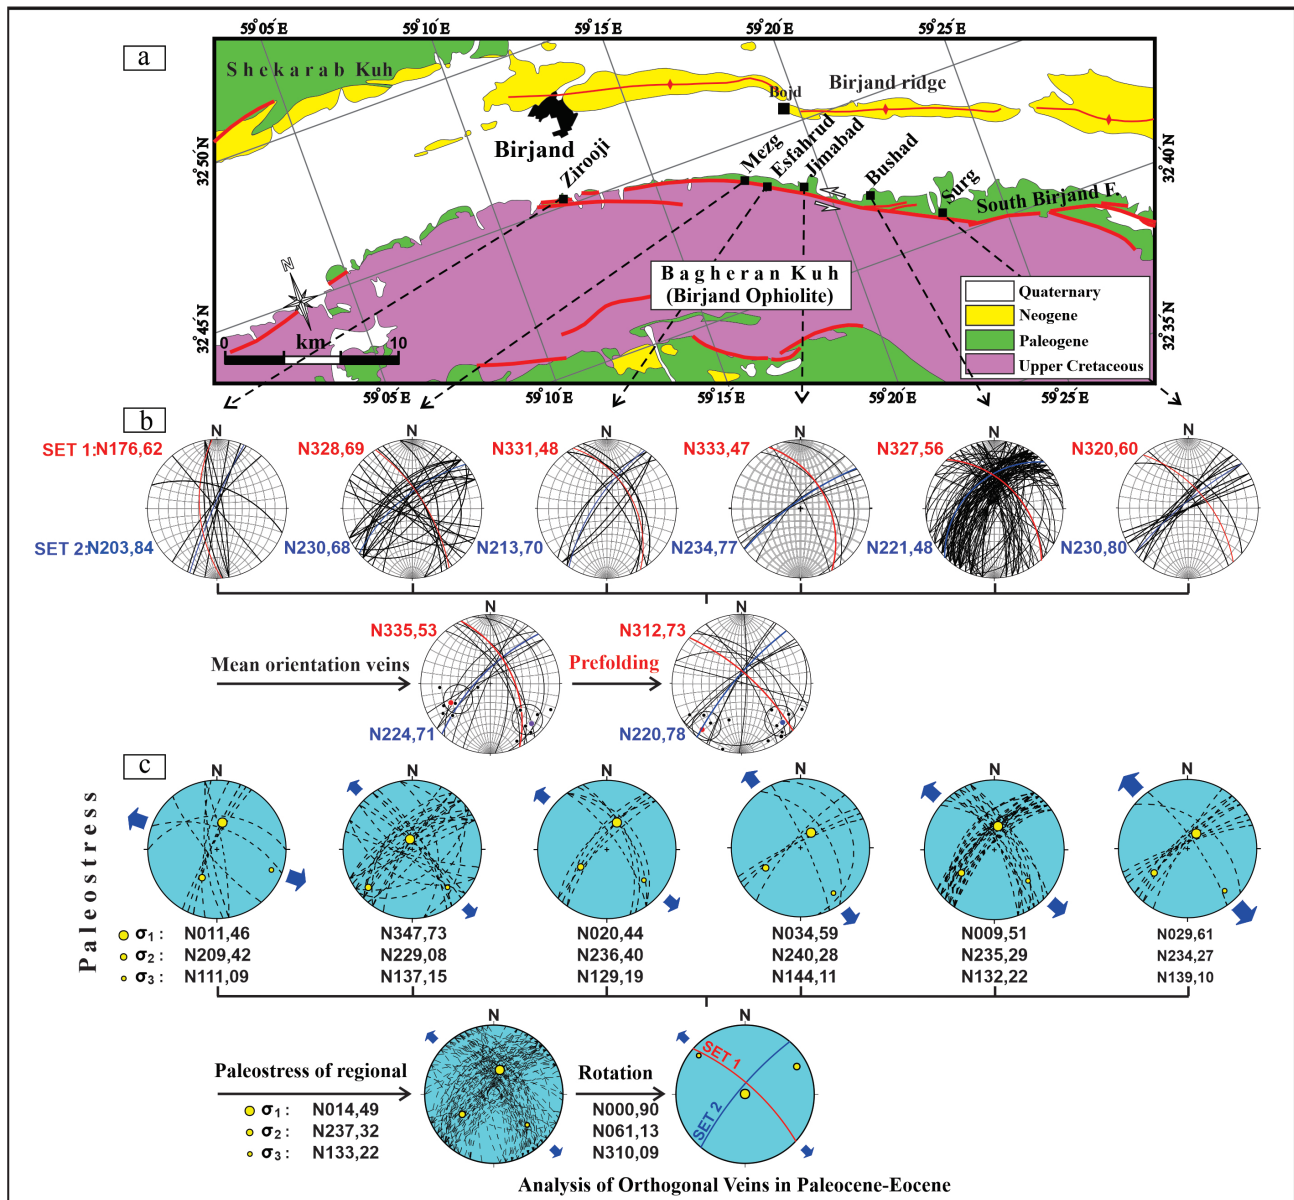 a
59°05´E 59°10´E 59°15´E 59°20´E 59°25´E
Shekarab Kuh
Birjand ridge
Bojd
Birjand
Zirooji
Mezg
Esfahrud
Jimabad
Bushad
Surg
South Birjand F.
32°50´N
32°45´N
32°40´N
32°35´N
N
0 km 10
Bagheran Kuh
(Birjand Ophiolite)
Quaternary
Neogene
Paleogene
Upper Cretaceous
59°05´E 59°10´E 59°15´E 59°20´E 59°25´E
b
N N N N N N
SET 1:N176,62 N328,69 N331,48 N333,47 N327,56 N320,60
SET 2:N203,84 N230,68 N213,70 N234,77 N221,48 N230,80
N N
N335,53 N312,73
Mean orientation veins Prefolding
N224,71 N220,78
c
Paleostress
N N N N N N
σ1 : N011,46 N347,73 N020,44 N034,59 N009,51 N029,61
σ2 : N209,42 N229,08 N236,40 N240,28 N235,29 N234,27
σ3 : N111,09 N137,15 N129,19 N144,11 N132,22 N139,10
N N
Paleostress of regional Rotation
SET 1
SET 2
σ1 : N014,49 N000,90
σ2 : N237,32 N061,13
σ3 : N133,22 N310,09
Analysis of Orthogonal Veins in Paleocene-Eocene